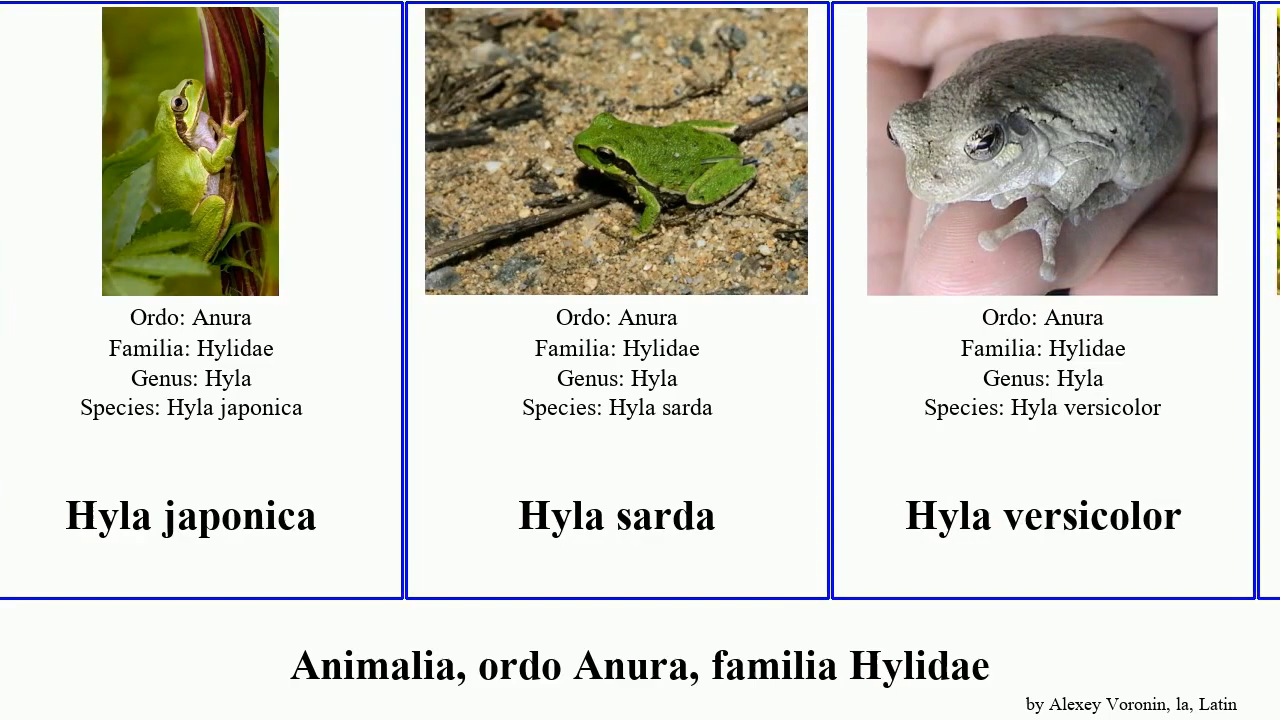 Ordo: Anura
Familia: Hylidae
Genus: Hyla
Species: Hyla japonica
Hyla japonica
Ordo: Anura
Familia: Hylidae
Genus: Hyla
Species: Hyla sarda
Hyla sarda
Ordo: Anura
Familia: Hylidae
Genus: Hyla
Species: Hyla versicolor
Hyla versicolor
Animalia, ordo Anura, familia Hylidae
by Alexey Voronin, la, Latin